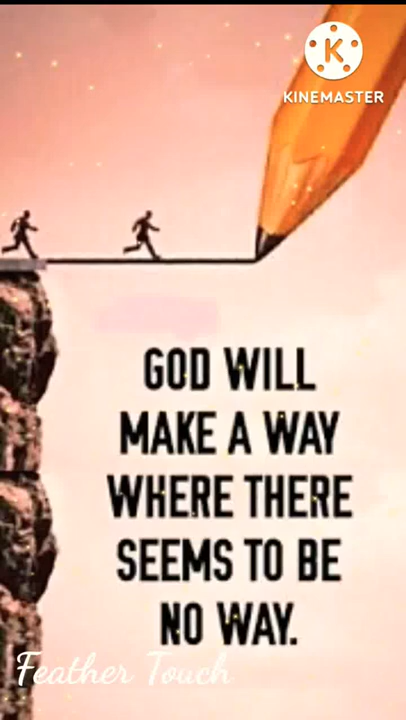 KINEMASTER
GOD WILL
MAKE A WAY
WHERE THERE
SEEMS TO BE
NO WAY.
Feather Touch